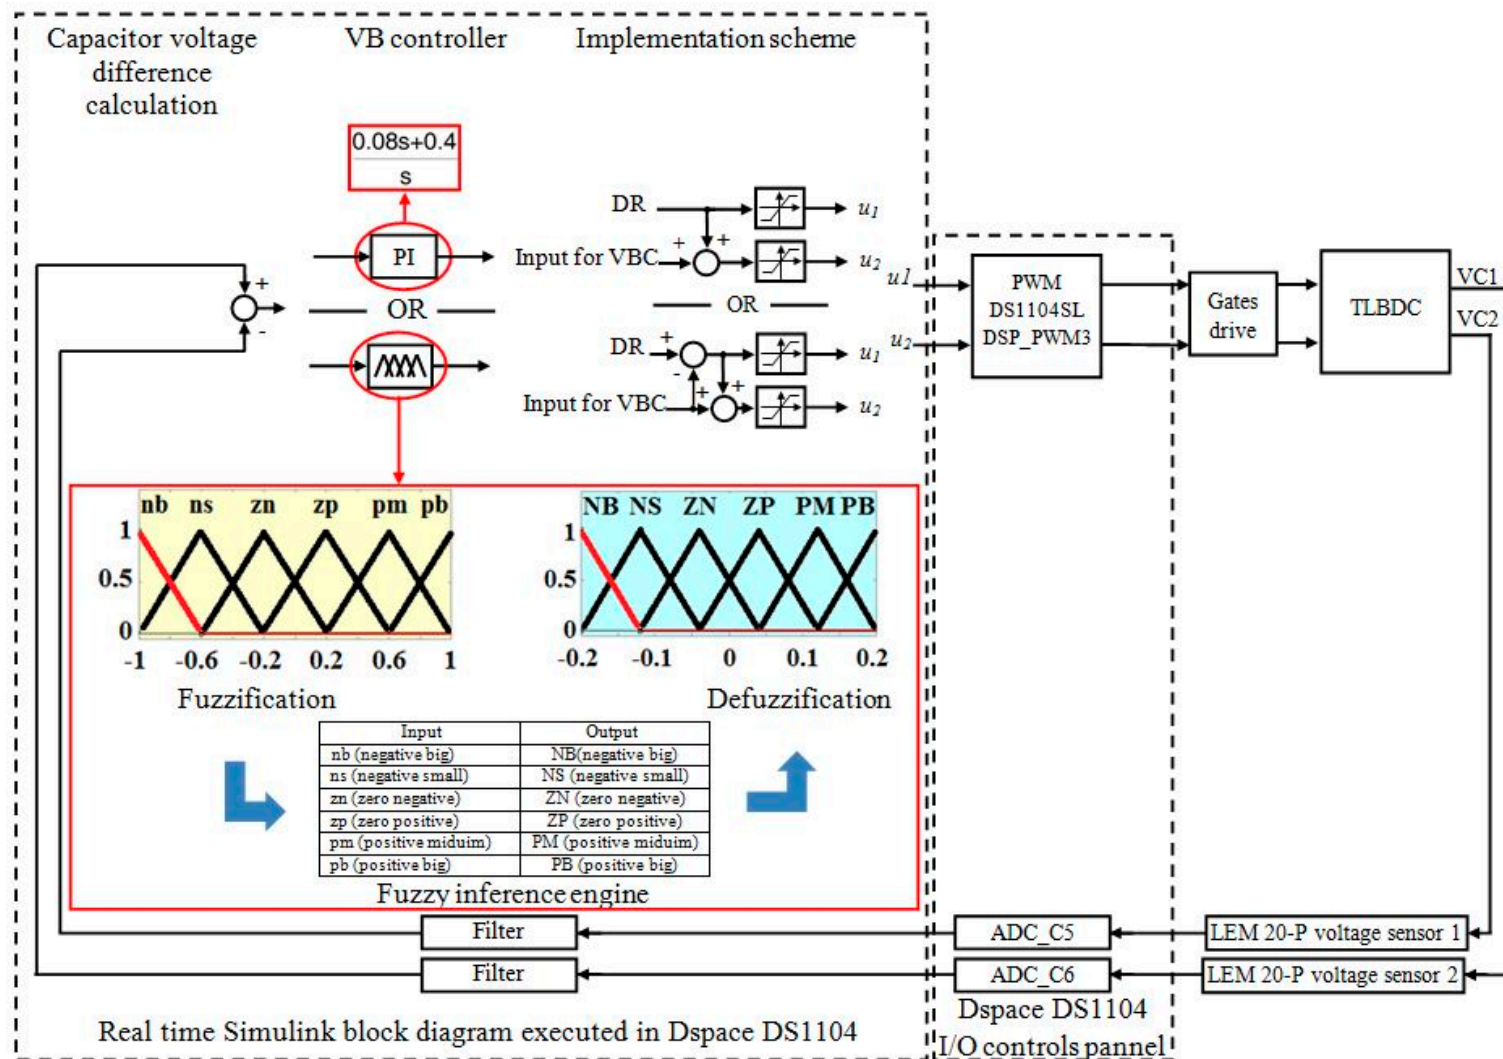 Capacitor voltage
difference
calculation
VB controller
Implementation scheme
0.08s+0.4
s
PI
OR
+
-
DR
u1
Input for VBC
+
+
u2
OR
DR
+
-
u1
Input for VBC
+
+
u2
u1
u2
PWM
DS1104SL
DSP_PWM3
Gates
drive
TLBDC
VC1
VC2
nb ns zn zp pm pb
1
0.5
0
-1 -0.6 -0.2 0.2 0.6 1
Fuzzification
NB NS ZN ZP PM PB
1
0.5
0
-0.2 -0.1 0 0.1 0.2
Defuzzification
Input Output
nb (negative big) NB(negative big)
ns (negative small) NS (negative small)
zn (zero negative) ZN (zero negative)
zp (zero positive) ZP (zero positive)
pm (positive miduim) PM (positive miduim)
pb (positive big) PB (positive big)
Fuzzy inference engine
Filter
ADC_C5
LEM 20-P voltage sensor 1
Filter
ADC_C6
LEM 20-P voltage sensor 2
Real time Simulink block diagram executed in Dspace DS1104
Dspace DS1104
I/O controls pannel